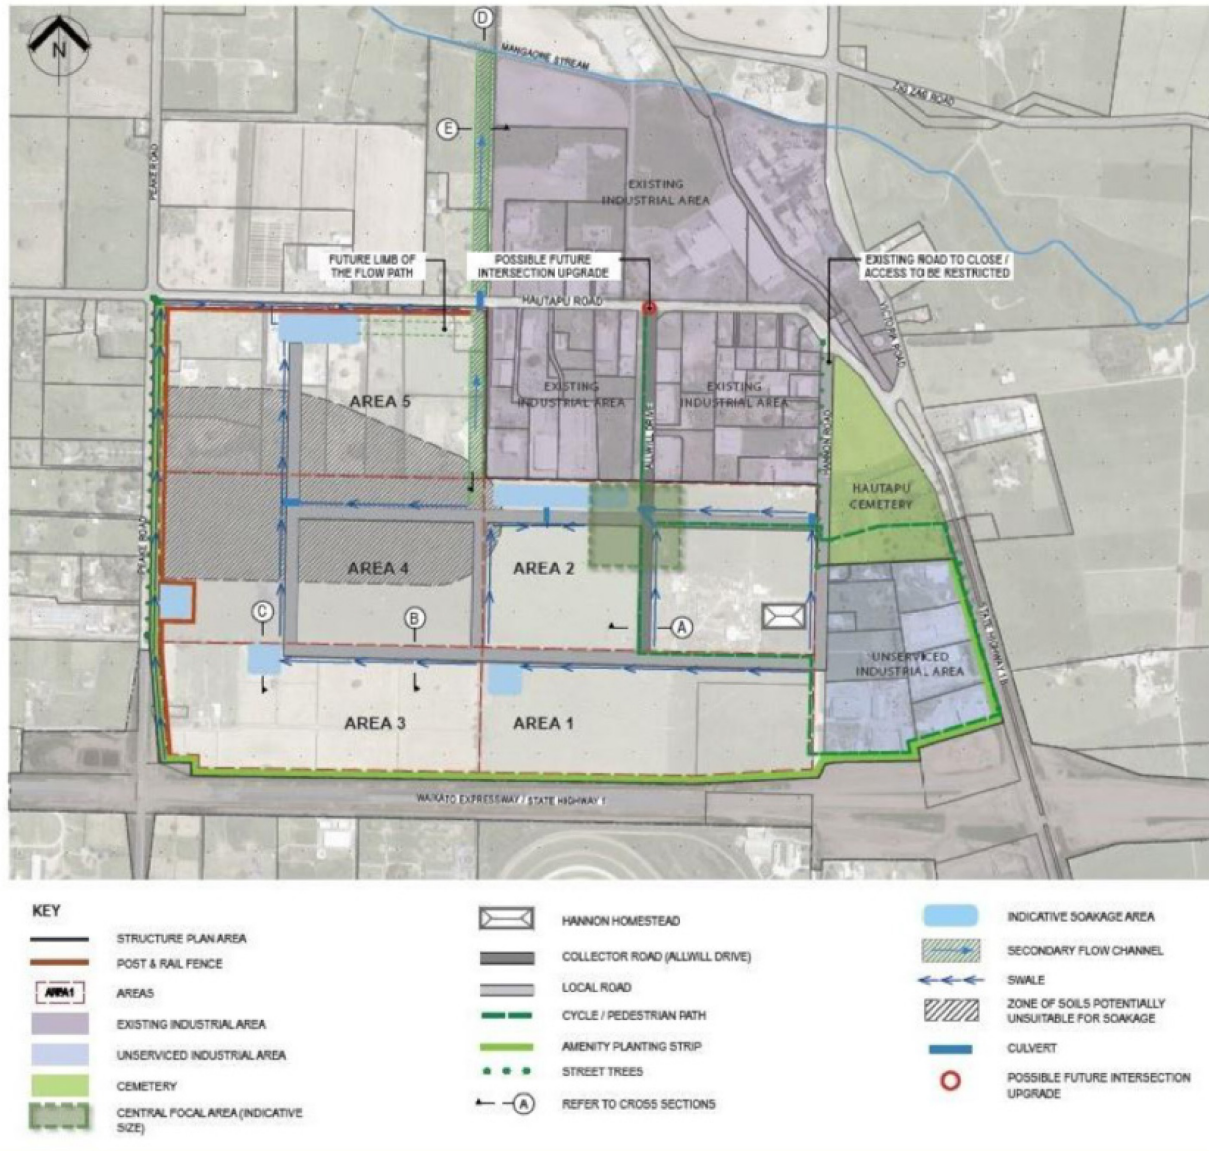 D
MANGAONE STREAM
N
ZIG ZAG ROAD
E
PEAKE ROAD
EXISTING
INDUSTRIAL AREA
FUTURE LIMB OF
THE FLOW PATH
POSSIBLE FUTURE
INTERSECTION UPGRADE
EXISTING ROAD TO CLOSE /
ACCESS TO BE RESTRICTED
HAUTAPU ROAD
VICTORIA ROAD
EXISTING
INDUSTRIAL AREA
EXISTING
INDUSTRIAL AREA
AREA 5
ALLWILL DRIVE
HANNON ROAD
HAUTAPU
CEMETERY
PEAKE ROAD
AREA 4
AREA 2
C
B
A
STATE HIGHWAY 1B
UNSERVICED
INDUSTRIAL AREA
AREA 3
AREA 1
WAIKATO EXPRESSWAY / STATE HIGHWAY 1
KEY
STRUCTURE PLAN AREA
POST & RAIL FENCE
AREA 1
AREAS
EXISTING INDUSTRIAL AREA
UNSERVICED INDUSTRIAL AREA
CEMETERY
CENTRAL FOCAL AREA (INDICATIVE
SIZE)
HANNON HOMESTEAD
COLLECTOR ROAD (ALLWILL DRIVE)
LOCAL ROAD
CYCLE / PEDESTRIAN PATH
AMENITY PLANTING STRIP
STREET TREES
A
REFER TO CROSS SECTIONS
INDICATIVE SOAKAGE AREA
SECONDARY FLOW CHANNEL
SWALE
ZONE OF SOILS POTENTIALLY
UNSUITABLE FOR SOAKAGE
CULVERT
POSSIBLE FUTURE INTERSECTION
UPGRADE